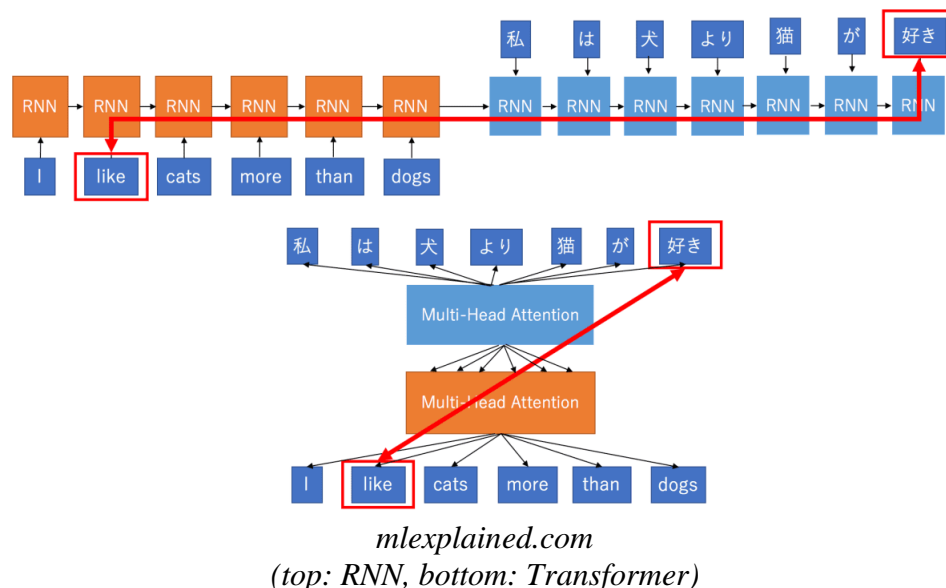 私 は 犬 より 猫 が 好き
RNN RNN RNN RNN RNN RNN RNN RNN RNN RNN RNN RNN RNN
I like cats more than dogs
私 は 犬 より 猫 が 好き
Multi-Head Attention
Multi-Head Attention
I like cats more than dogs
mlexplained.com
(top: RNN, bottom: Transformer)